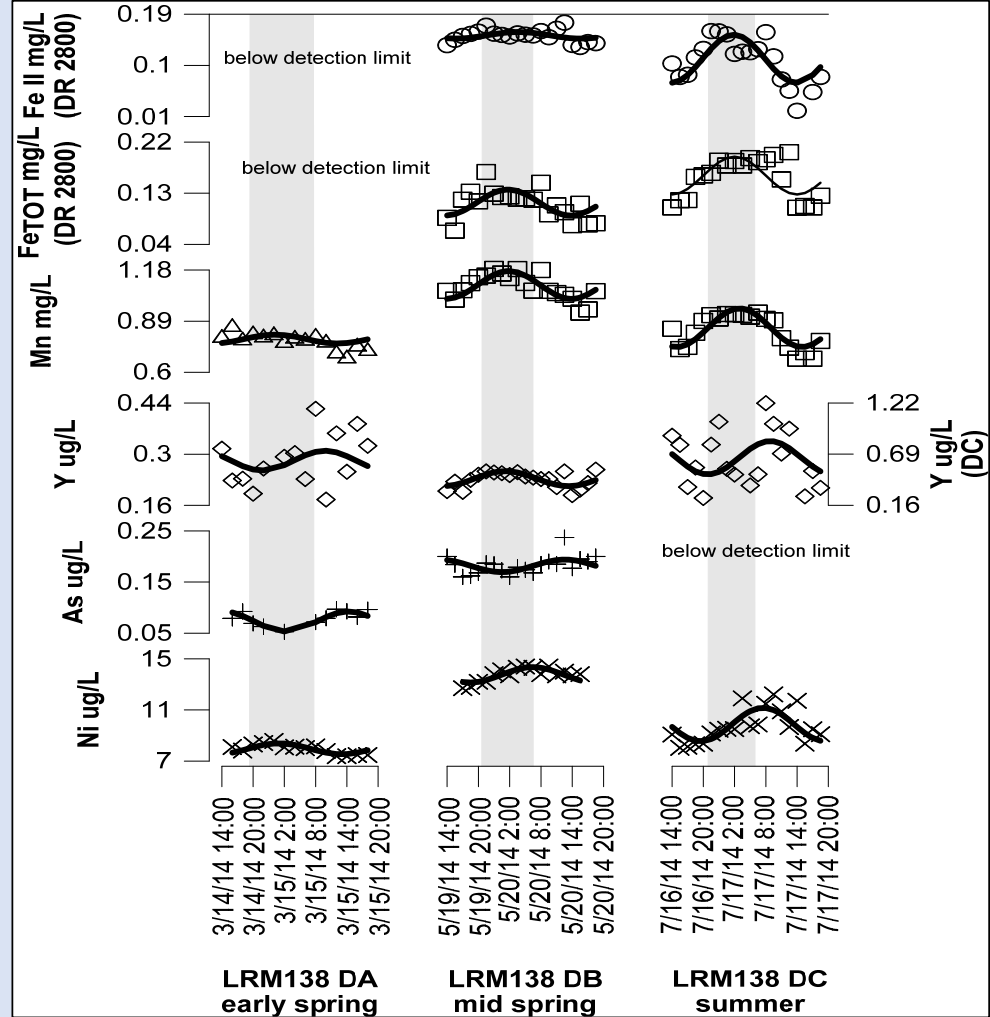 Fe II mg/L
(DR 2800)
0.19
0.1
0.01
below detection limit
FeTOT mg/L
(DR 2800)
0.22
0.13
0.04
below detection limit
Mn mg/L
1.18
0.89
0.6
Y ug/L
0.44
0.3
0.16
1.22
0.69
0.16
Y ug/L
(DC)
As ug/L
0.25
0.15
0.05
below detection limit
Ni ug/L
15
11
7
3/14/14 14:00
3/14/14 20:00
3/15/14 2:00
3/15/14 8:00
3/15/14 14:00
3/15/14 20:00
5/19/14 14:00
5/19/14 20:00
5/20/14 2:00
5/20/14 8:00
5/20/14 14:00
5/20/14 20:00
7/16/14 14:00
7/16/14 20:00
7/17/14 2:00
7/17/14 8:00
7/17/14 14:00
7/17/14 20:00
LRM138 DA
early spring
LRM138 DB
mid spring
LRM138 DC
summer